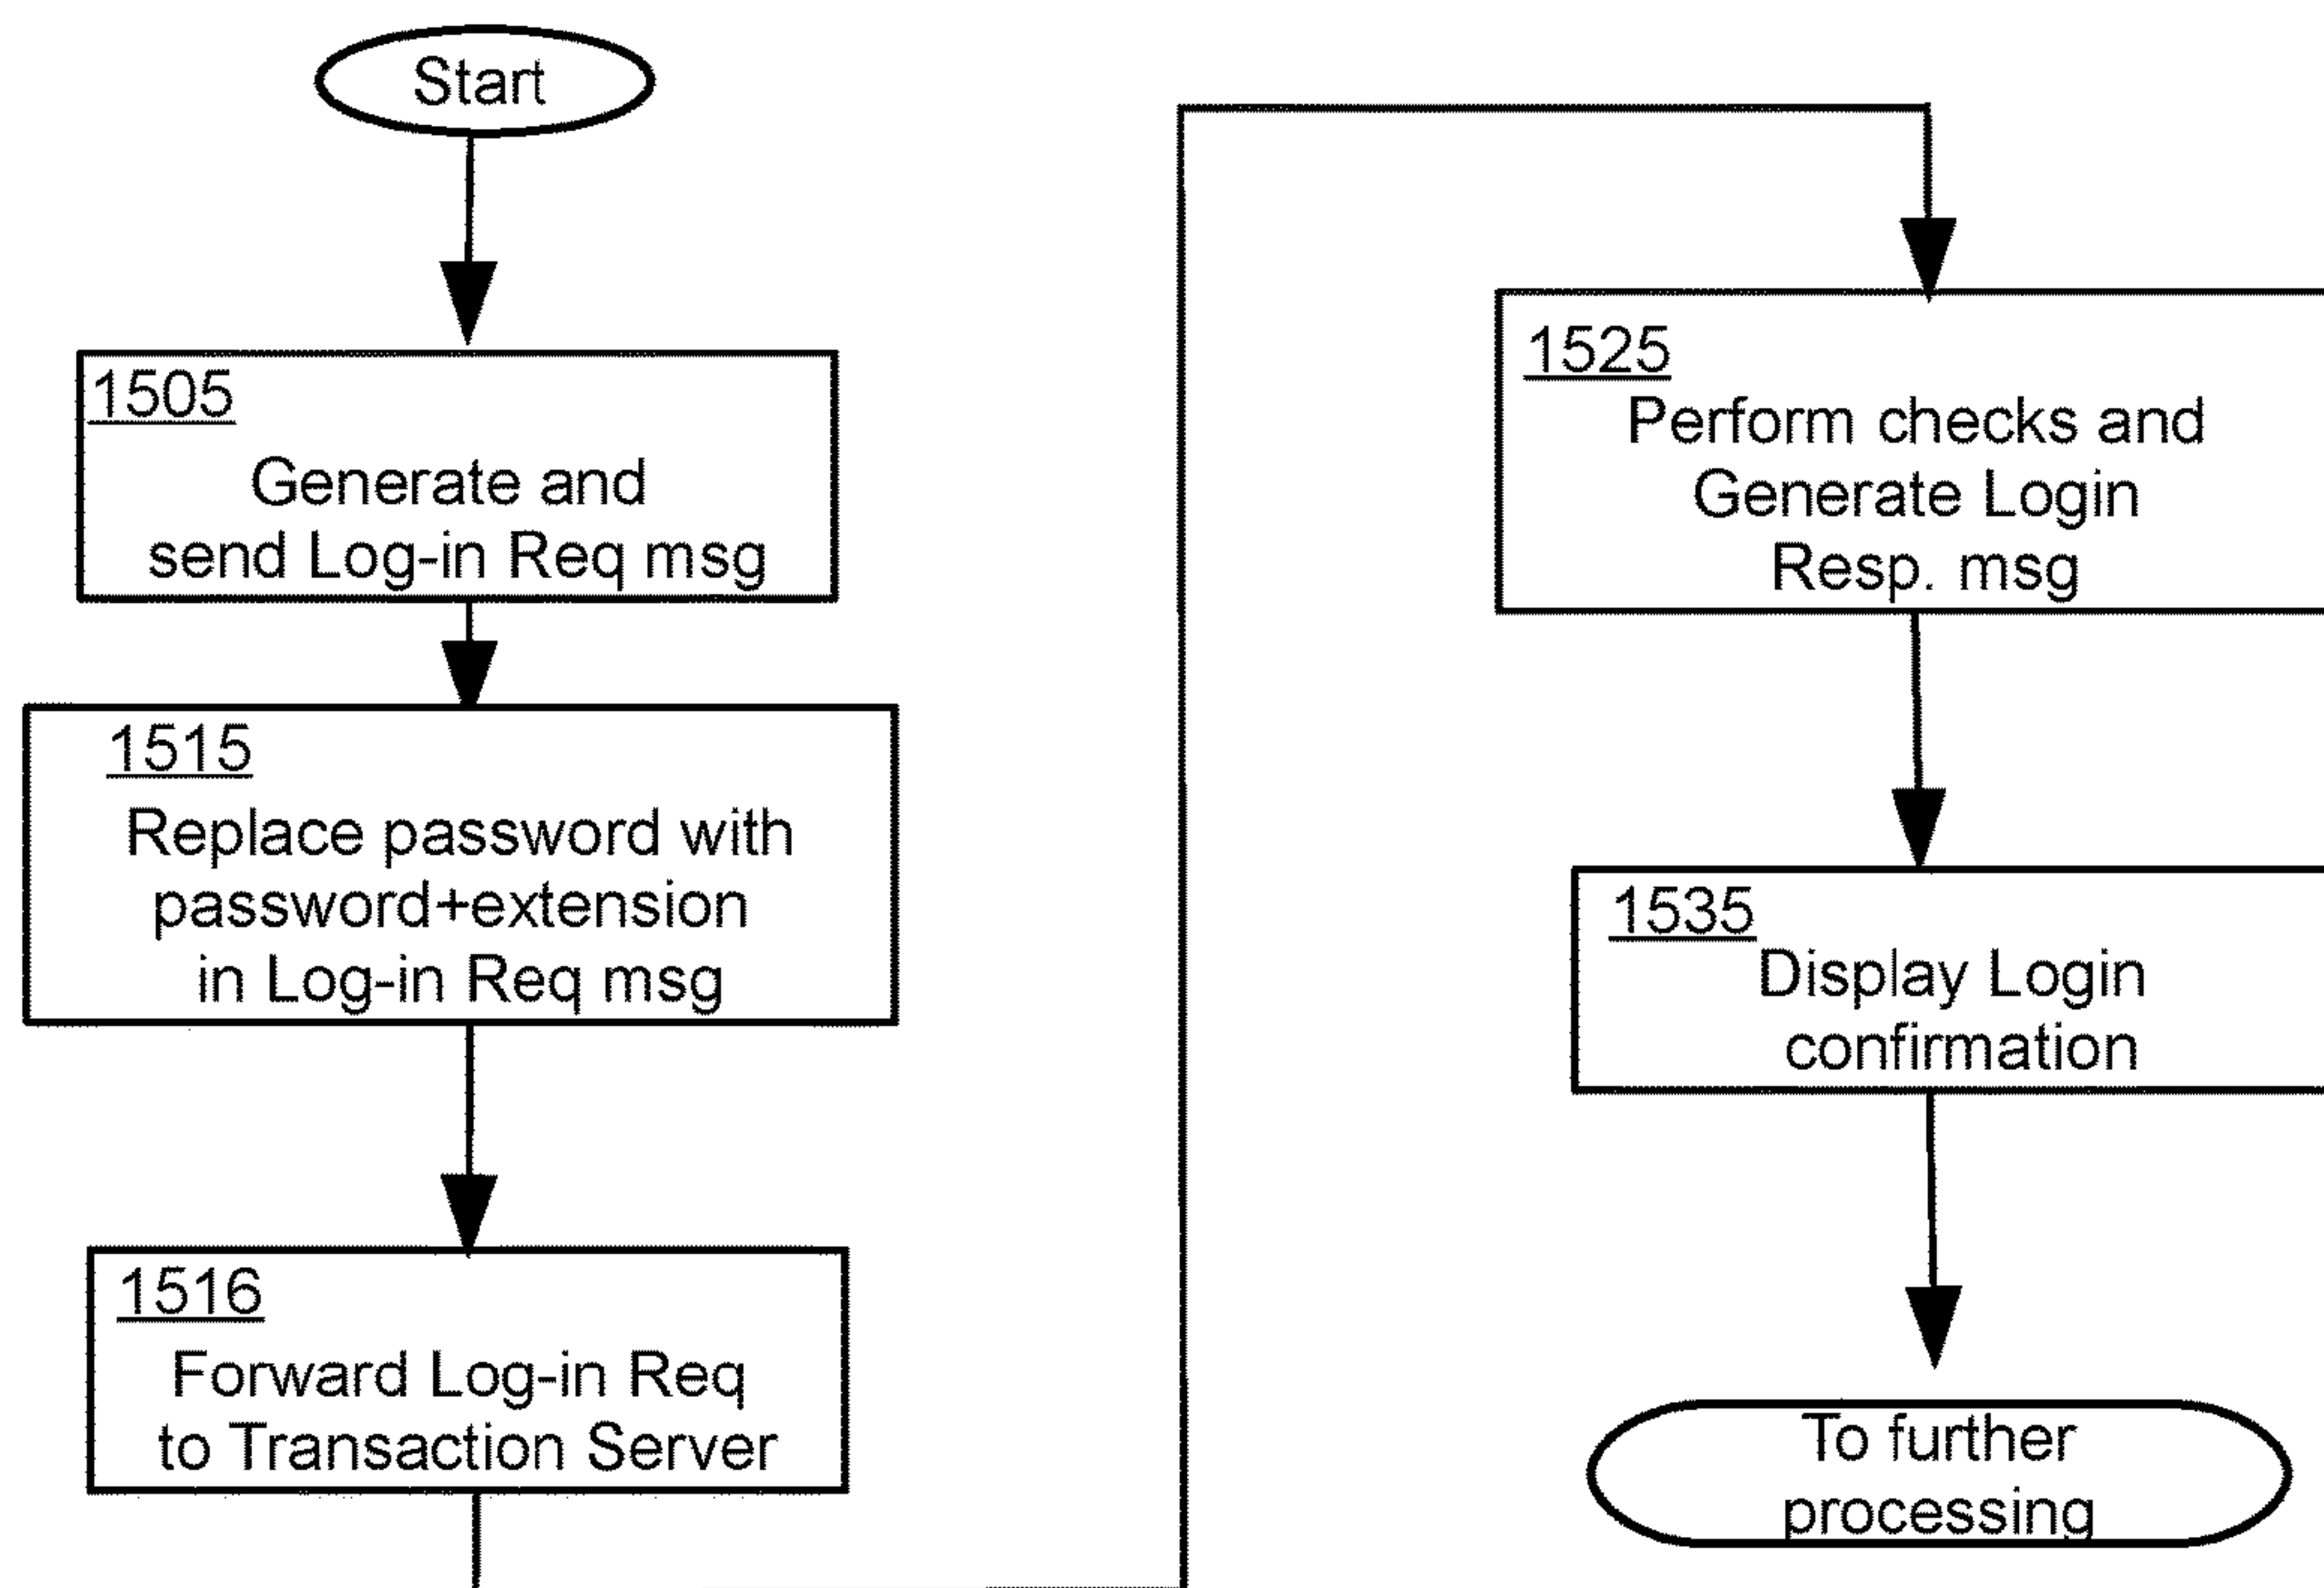 Start
1505
Generate and
send Log-in Req msg
1515
Replace password with
password+extension
in Log-in Req msg
1516
Forward Log-in Req
to Transaction Server
1525
Perform checks and
Generate Login
Resp. msg
1535
Display Login
confirmation
To further
processing